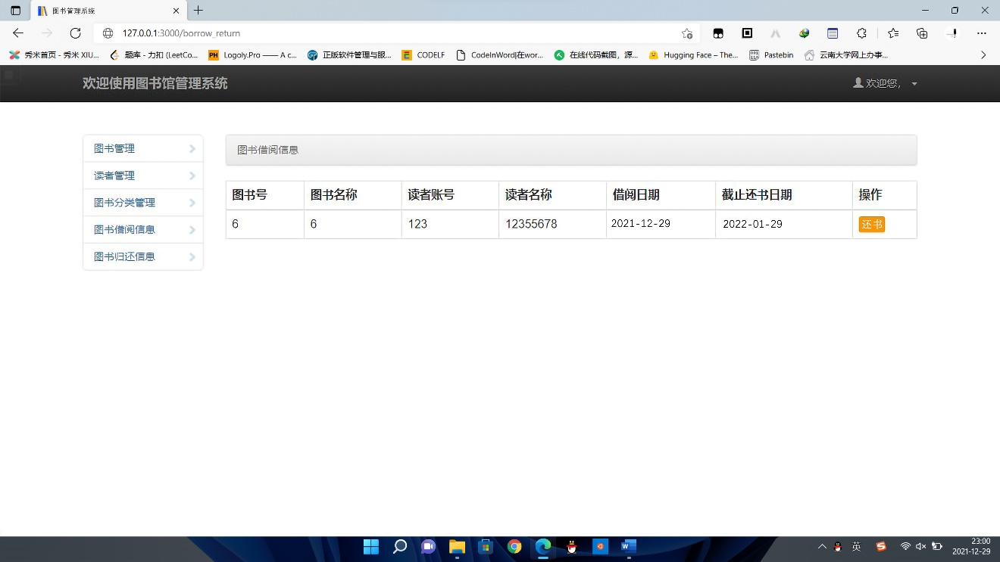 图书管理系统
127.0.0.1:3000/borrow_return
秀米首页 - 秀米 XIU... 题库 - 力扣 (LeetCo... PH Logoly.Pro —— A c... 正版软件管理与服... E CODELF CodeInWord|在wor... 在线代码截图，源... Hugging Face – The... Pastebin 云南大学网上办事...
欢迎使用图书馆管理系统 欢迎您，
图书管理
读者管理
图书分类管理
图书借阅信息
图书归还信息
图书借阅信息
图书号 图书名称 读者账号 读者名称 借阅日期 截止还书日期 操作
6 6 123 12355678 2021-12-29 2022-01-29 还书
英 23:00
2021-12-29